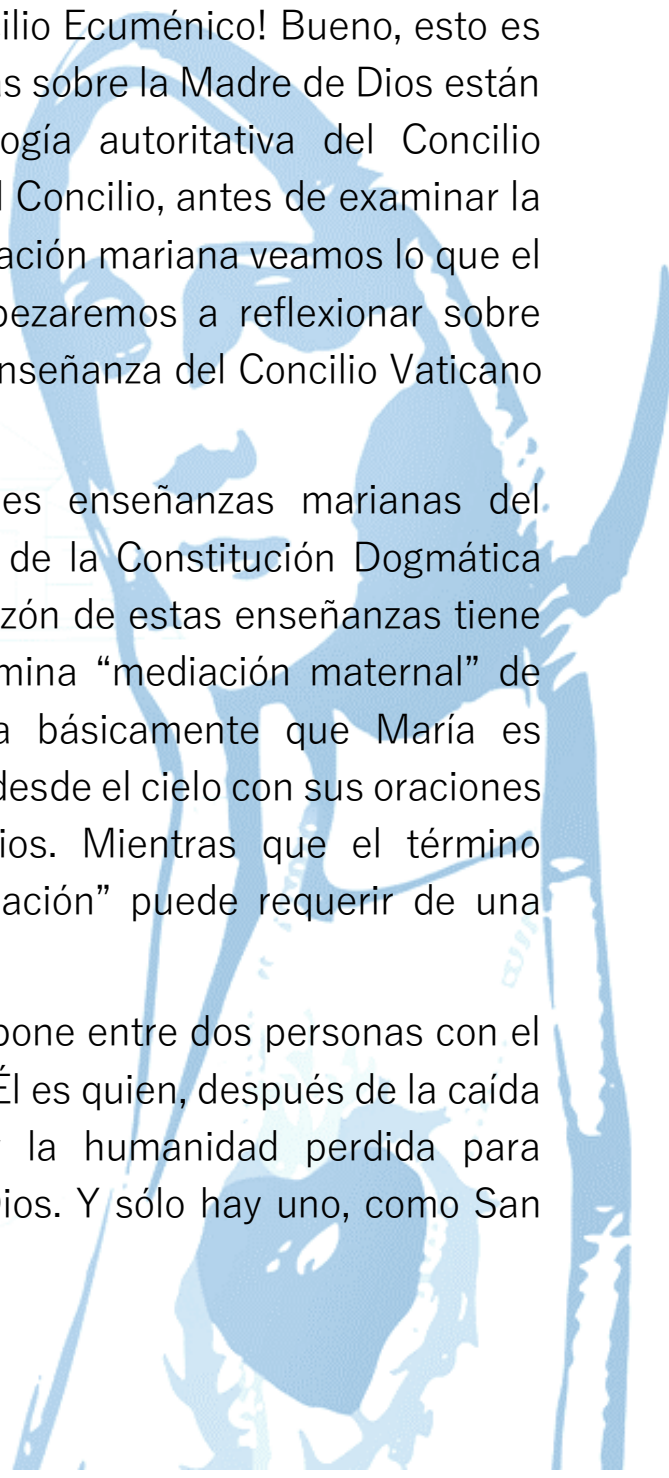 ilio Ecuménico! Bueno, esto es
as sobre la Madre de Dios están
ogía autoritativa del Concilio
l Concilio, antes de examinar la
ación mariana veamos lo que el
pezaremos a reflexionar sobre
nseñanza del Concilio Vaticano
es enseñanzas marianas del
de la Constitución Dogmática
zón de estas enseñanzas tiene
mina “mediación maternal” de
a básicamente que María es
desde el cielo con sus oraciones
ios. Mientras que el término
ación” puede requerir de una
pone entre dos personas con el
Él es quien, después de la caída
la humanidad perdida para
ios. Y sólo hay uno, como San